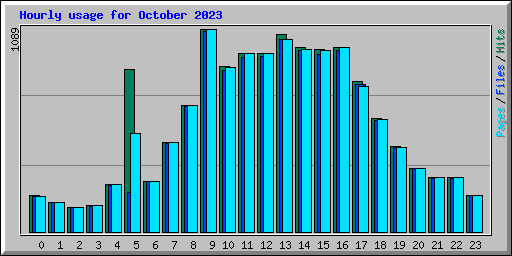 Hourly usage for October 2023
1089
Pages/Files/Hits
0 1 2 3 4 5 6 7 8 9 10 11 12 13 14 15 16 17 18 19 20 21 22 23